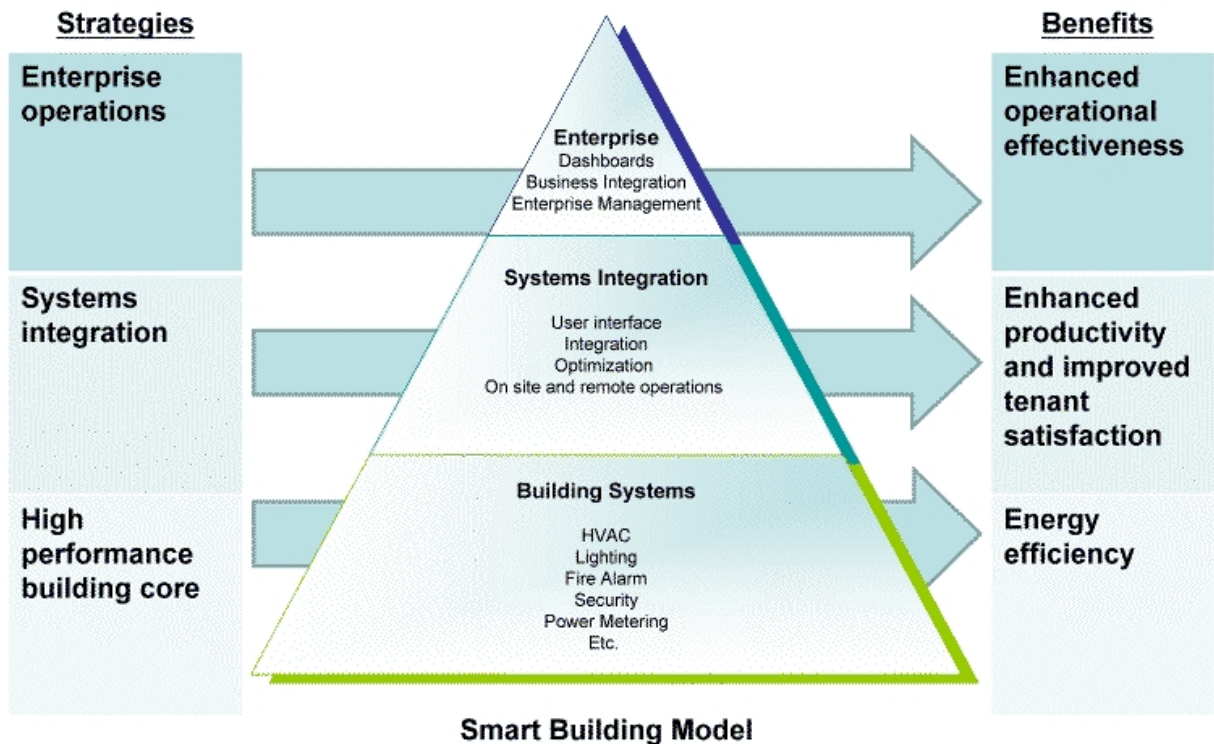 Strategies
Enterprise
operations
Systems
integration
High
performance
building core
Enterprise
Dashboards
Business Integration
Enterprise Management
Systems Integration
User interface
Integration
Optimization
On site and remote operations
Building Systems
HVAC
Lighting
Fire Alarm
Security
Power Metering
Etc.
Benefits
Enhanced
operational
effectiveness
Enhanced
productivity
and improved
tenant
satisfaction
Energy
efficiency
Smart Building Model